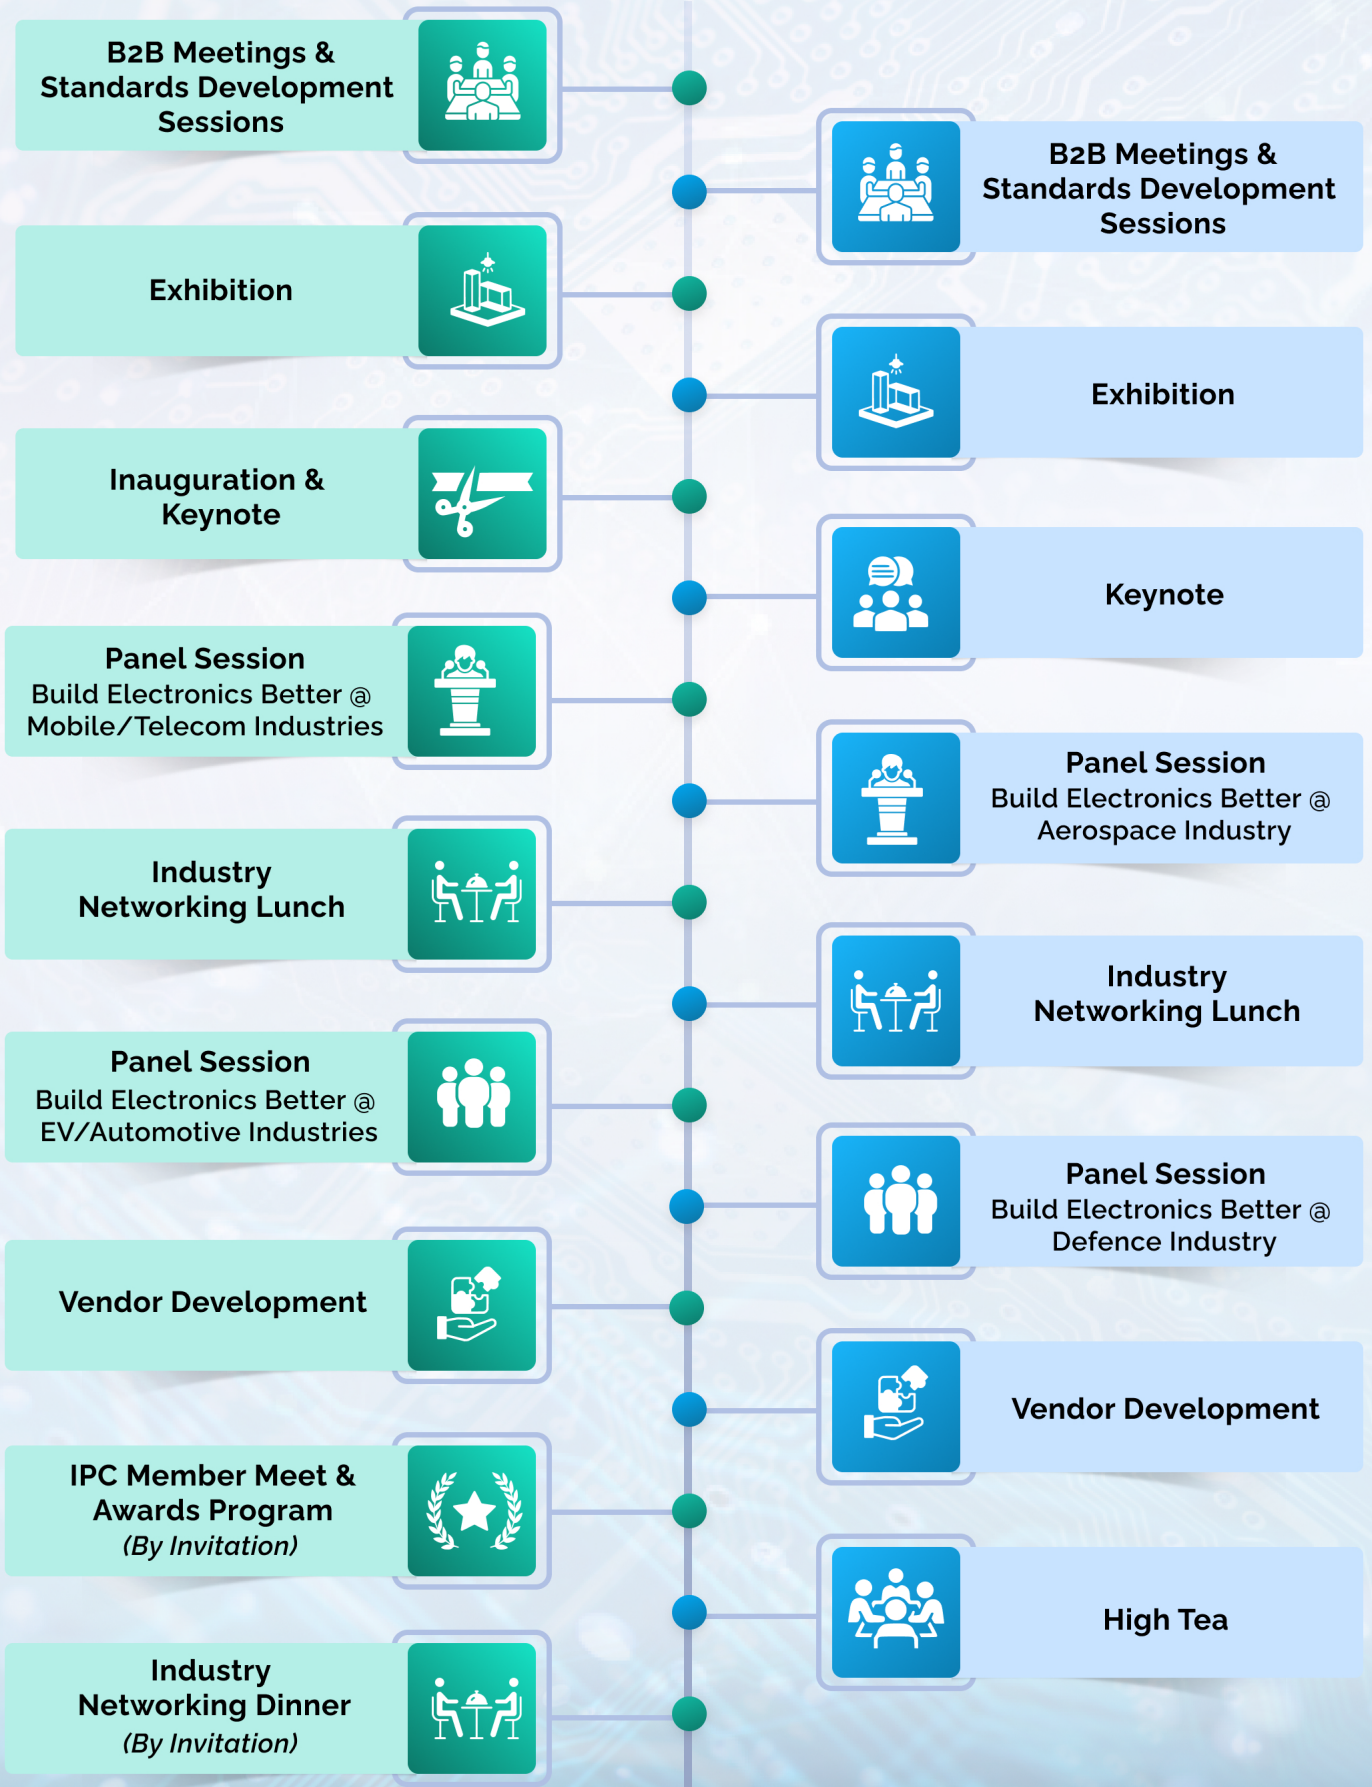 B2B Meetings &
Standards Development
Sessions
B2B Meetings &
Standards Development
Sessions
Exhibition
Exhibition
Inauguration &
Keynote
Keynote
Panel Session
Build Electronics Better @
Mobile/Telecom Industries
Panel Session
Build Electronics Better @
Aerospace Industry
Industry
Networking Lunch
Industry
Networking Lunch
Panel Session
Build Electronics Better @
EV/Automotive Industries
Panel Session
Build Electronics Better @
Defence Industry
Vendor Development
Vendor Development
IPC Member Meet &
Awards Program
(By Invitation)
High Tea
Industry
Networking Dinner
(By Invitation)